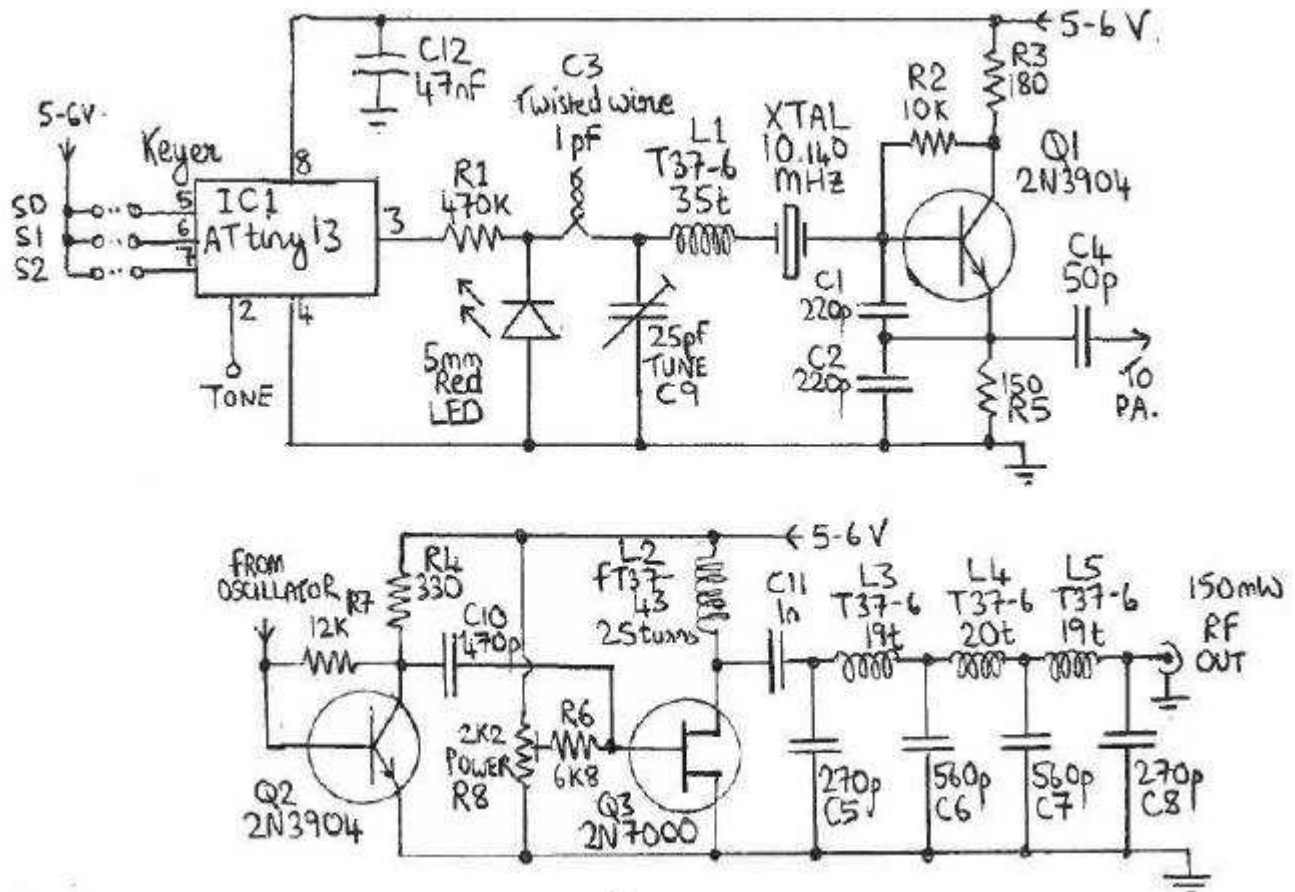 5-6V
Keyer
S0
S1
S2
5
6
7
8
IC1
ATtiny 13
3
2
4
TONE
C12
47nF
R1
470K
C3
Twisted wire
1pF
L1
T37-6
35t
XTAL
10.140
MHZ
R2
10K
5-6 V
R3
180
Q1
2N3904
5mm
Red
LED
25pf
TUNE
C9
C1
220p
C2
220p
C4
50p
150
R5
TO
PA.
FROM
OSCILLATOR
R7
12K
R4
330
C10
470p
Q2
2N3904
2K2
POWER
R8
R6
6K8
Q3
2N7000
L2
FT37-
43
25turns
5-6 V
C11
1n
L3
T37-6
19t
L4
T37-6
20t
L5
T37-6
19t
150mW
RF
OUT
270p
C5
560p
C6
560p
C7
270p
C8